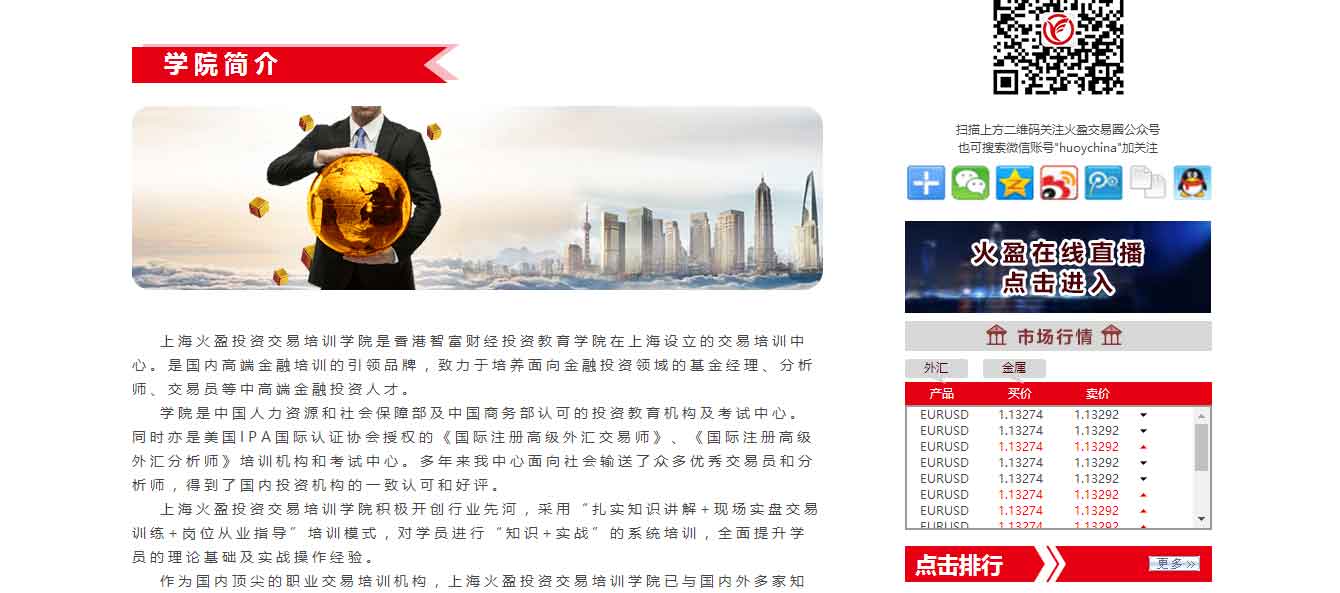 学院简介
上海火盈投资交易培训学院是香港智富财经投资教育学院在上海设立的交易培训中
心。是国内高端金融培训的引领品牌，致力于培养面向金融投资领域的基金经理、分析
师、交易员等中高端金融投资人才。
学院是中国人力资源和社会保障部及中国商务部认可的投资教育机构及考试中心。
同时亦是美国IPA国际认证协会授权的《国际注册高级外汇交易师》、《国际注册高级
外汇分析师》培训机构和考试中心。多年来我中心面向社会输送了众多优秀交易员和分
析师，得到了国内投资机构的一致认可和好评。
上海火盈投资交易培训学院积极开创行业先河，采用“扎实知识讲解+现场实盘交易
训练+岗位从业指导”培训模式，对学员进行“知识+实战”的系统培训，全面提升学
员的理论基础及实战操作经验。
作为国内顶尖的职业交易培训机构，上海火盈投资交易培训学院已与国内外多家知
扫描上方二维码关注火盈交易圈公众号
也可搜索微信账号"huoychina"加关注
火盈在线直播
点击进入
市场行情
外汇 金属
产品 买价 卖价
EURUSD 1.13274 1.13292
EURUSD 1.13274 1.13292
EURUSD 1.13274 1.13292
EURUSD 1.13274 1.13292
EURUSD 1.13274 1.13292
EURUSD 1.13274 1.13292
EURUSD 1.13274 1.13292
EURUSD 1.13274 1.13292
点击排行 更多>>